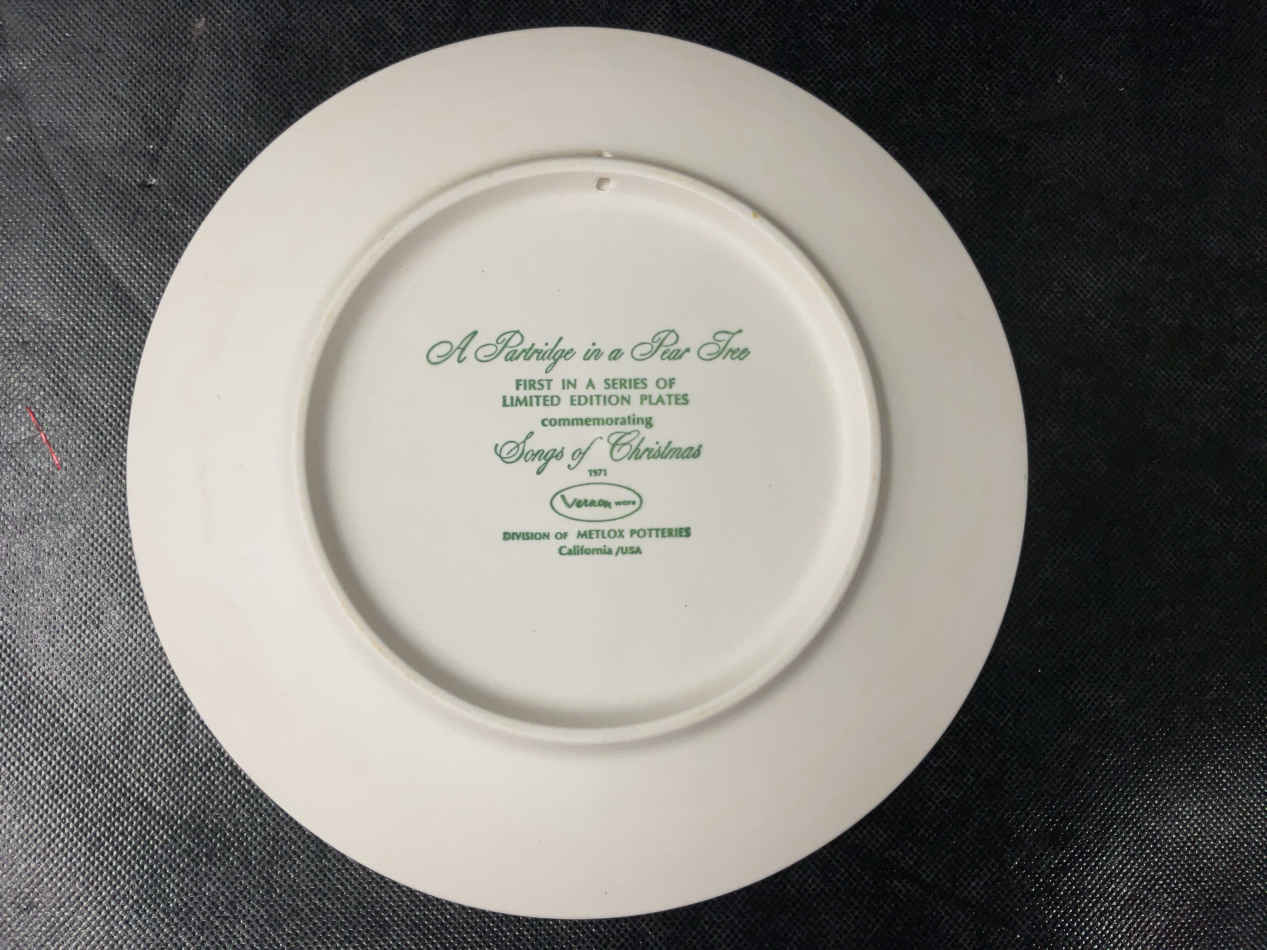 A Partridge in a Pear Tree
FIRST IN A SERIES OF
LIMITED EDITION PLATES
commemorating
Songs of Christmas
1971
Vernon WARE
DIVISION OF METLOX POTTERIES
California/USA